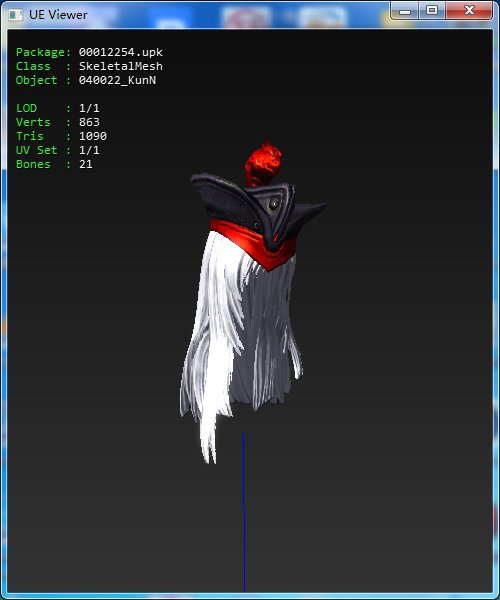 UE Viewer
Package: 00012254.upk
Class : SkeletalMesh
Object : 040022_KunN
LOD : 1/1
Verts : 863
Tris : 1090
UV Set : 1/1
Bones : 21